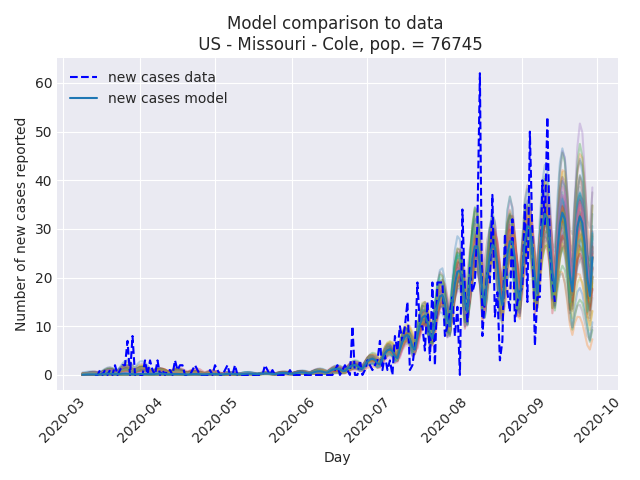 Model comparison to data
US - Missouri - Cole, pop. = 76745
new cases data
new cases model
Number of new cases reported
60
50
40
30
20
10
0
2020-03
2020-04
2020-05
2020-06
2020-07
2020-08
2020-09
2020-10
Day